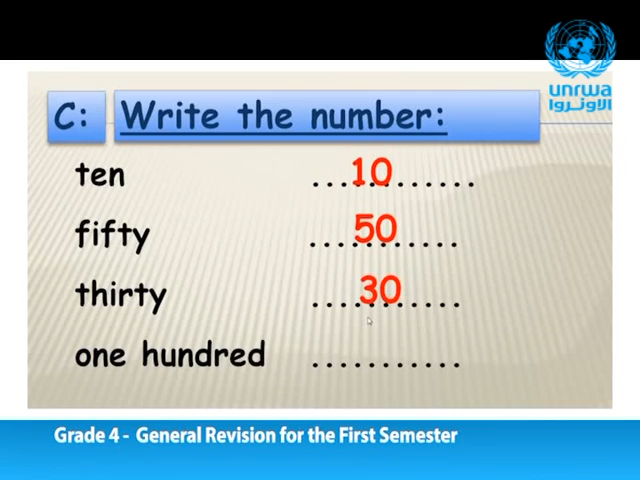 unrwa
الأونروا
C: Write the number:
ten ............ 10
fifty ........... 50
thirty ........... 30
one hundred ...........
Grade 4 - General Revision for the First Semester